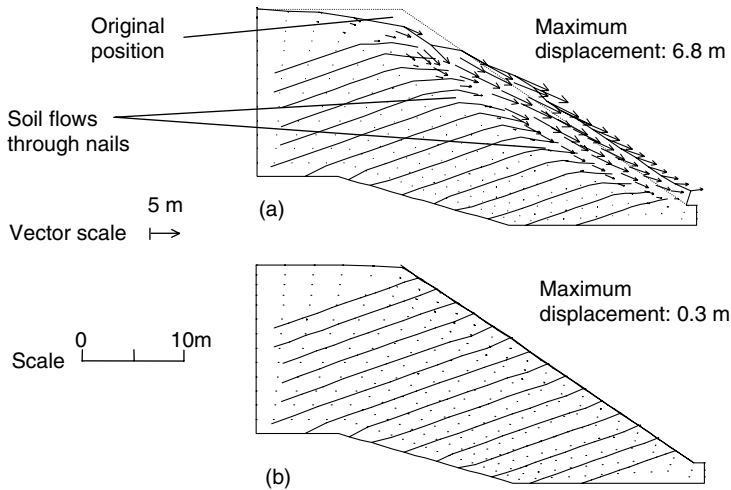 Original
position
Maximum
displacement: 6.8 m
Soil flows
through nails
5 m
Vector scale
(a)
Maximum
displacement: 0.3 m
0 10m
Scale
(b)